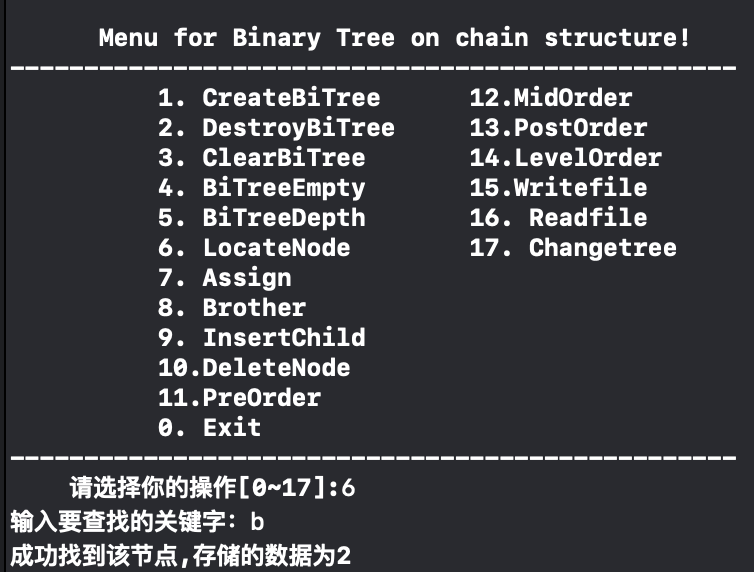 Menu for Binary Tree on chain structure!
-------------------------------------------------
1. CreateBiTree 12.MidOrder
2. DestroyBiTree 13.PostOrder
3. ClearBiTree 14.LevelOrder
4. BiTreeEmpty 15.Writefile
5. BiTreeDepth 16. Readfile
6. LocateNode 17. Changetree
7. Assign
8. Brother
9. InsertChild
10.DeleteNode
11.PreOrder
0. Exit
-------------------------------------------------
请选择你的操作[0~17]:6
输入要查找的关键字: b
成功找到该节点,存储的数据为2